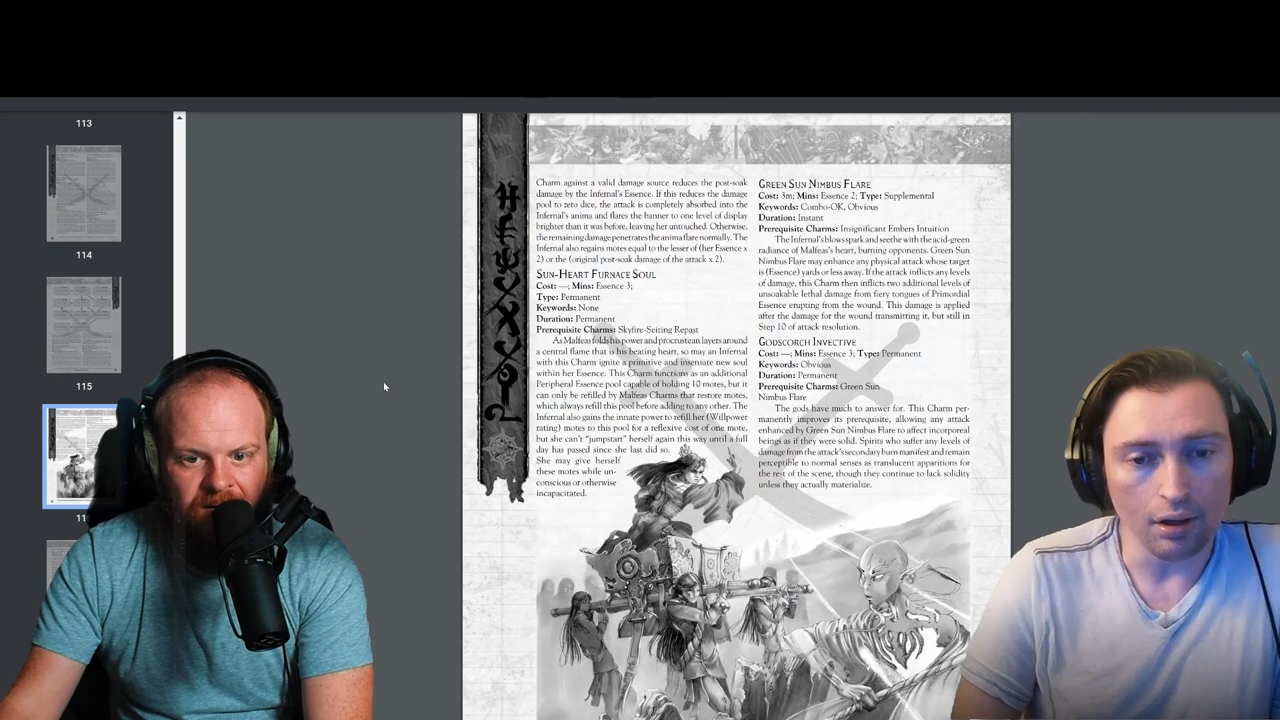 113
114
115
Charm against a valid damage source reduces the post-soak
damage by the Infernal's Essence. If this reduces the damage
pool to zero dice, the attack is completely absorbed into the
Infernal's anima and flares the banner to one level of display
brighter than it was before, leaving her untouched. Otherwise,
the remaining damage penetrates the anima flare normally. The
Infernal also regains motes equal to the lesser of (her Essence x
2) or the (original post-soak damage of the attack x 2).
SUN-HEART FURNACE SOUL
Cost: —; Mins: Essence 3;
Type: Permanent
Keywords: None
Duration: Permanent
Prerequisite Charms: Skyfire-Seizing Repast
As Malfeas folds his power and procrustean layers around
a central flame that is his beating heart, so may an Infernal
with this Charm ignite a primitive and insensate new soul
within her Essence. This Charm functions as an additional
Peripheral Essence pool capable of holding 10 motes, but it
can only be refilled by Malfeas Charms that restore motes,
which always refill this pool before adding to any other. The
Infernal also gains the innate power to refill her (Willpower
rating) motes to this pool for a reflexive cost of one mote,
but she can't "jumpstart" herself again this way until a full
day has passed since she last did so.
She may give herself
these motes while un-
conscious or otherwise
incapacitated.
GREEN SUN NIMBUS FLARE
Cost: 3m; Mins: Essence 2; Type: Supplemental
Keywords: Combo-OK, Obvious
Duration: Instant
Prerequisite Charms: Insignificant Embers Intuition
The Infernal's blows spark and seethe with the acid-green
radiance of Malfeas's heart, burning opponents. Green Sun
Nimbus Flare may enhance any physical attack whose target
is (Essence) yards or less away. If the attack inflicts any levels
of damage, this Charm then inflicts two additional levels of
unsoakable lethal damage from fiery tongues of Primordial
Essence erupting from the wound. This damage is applied
after the damage for the wound transmitting it, but still in
Step 10 of attack resolution.
GODSCORCH INVECTIVE
Cost: —; Mins: Essence 3; Type: Permanent
Keywords: Obvious
Duration: Permanent
Prerequisite Charms: Green Sun
Nimbus Flare
The gods have much to answer for. This Charm per-
manently improves its prerequisite, allowing any attack
enhanced by Green Sun Nimbus Flare to affect incorporeal
beings as if they were solid. Spirits who suffer any levels of
damage from the attack's secondary burn manifest and remain
perceptible to normal senses as translucent apparitions for
the rest of the scene, though they continue to lack solidity
unless they actually materialize.